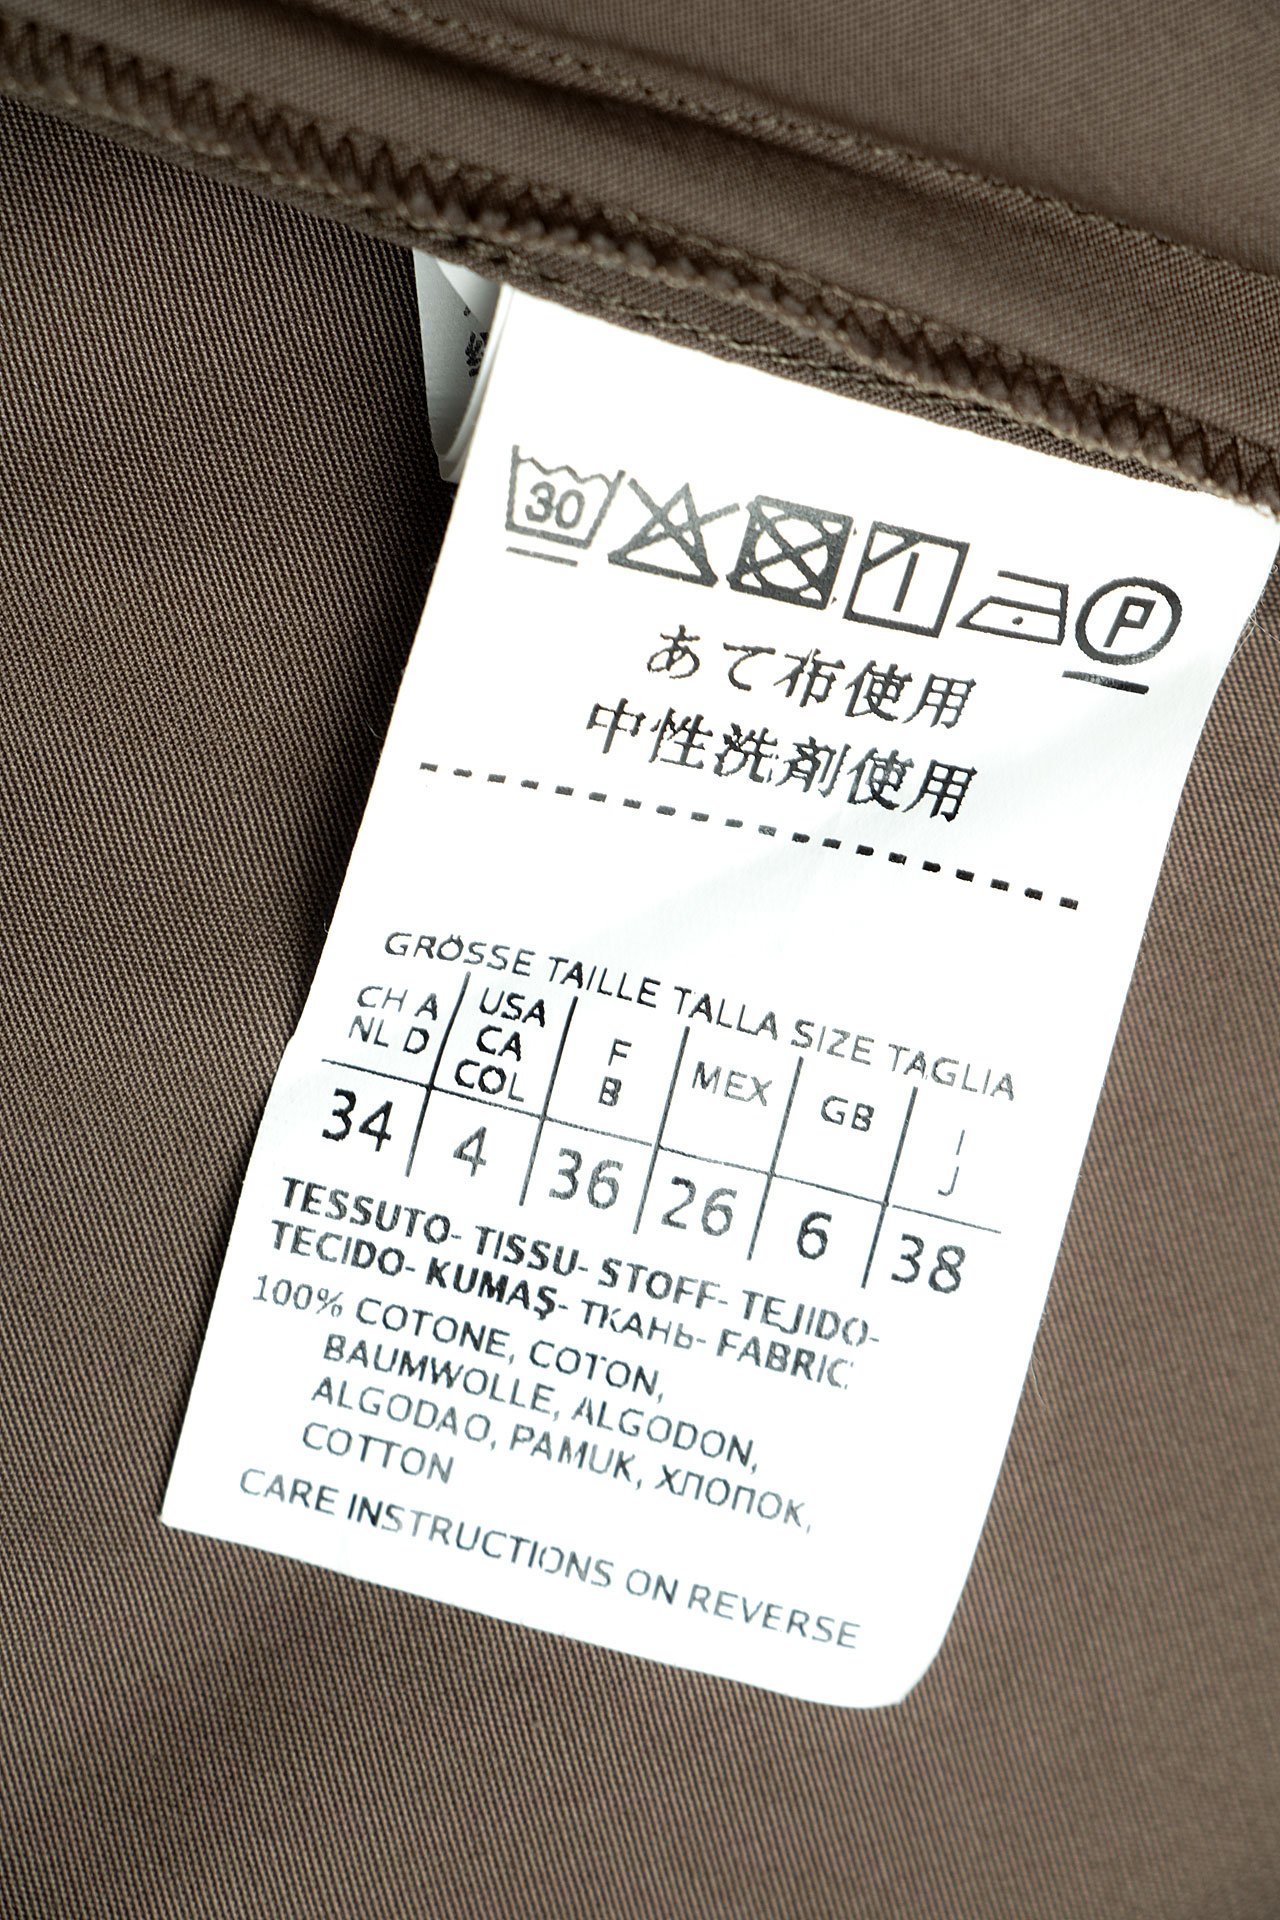 30
P
あて布使用
中性洗剤使用
GRÖSSE TAILLE TALLA SIZE TAGLIA
CH A
NL D
USA
CA
COL
F
B
MEX
GB
I
J
34 4 36 26 6 38
TESSUTO- TISSU- STOFF- TEJIDO-
TECIDO- KUMAŞ- ТКАНЬ- FABRIC:
100% COTONE, COTON,
BAUMWOLLE, ALGODON,
ALGODAO, PAMUK, ХЛОПОК,
COTTON
CARE INSTRUCTIONS ON REVERSE